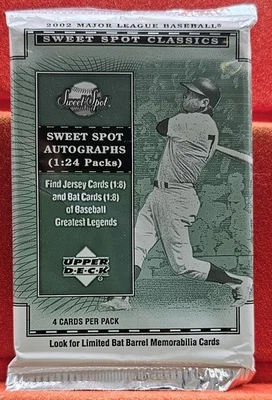 2002 MAJOR LEAGUE BASEBALL®
SWEET SPOT CLASSICS™
Sweet Spot
SWEET SPOT
AUTOGRAPHS
(1:24 Packs)
Find Jersey Cards (1:8)
and Bat Cards (1:8)
of Baseball
Greatest Legends
7
UPPER
DECK®
4 CARDS PER PACK
Look for Limited Bat Barrel Memorabilia Cards